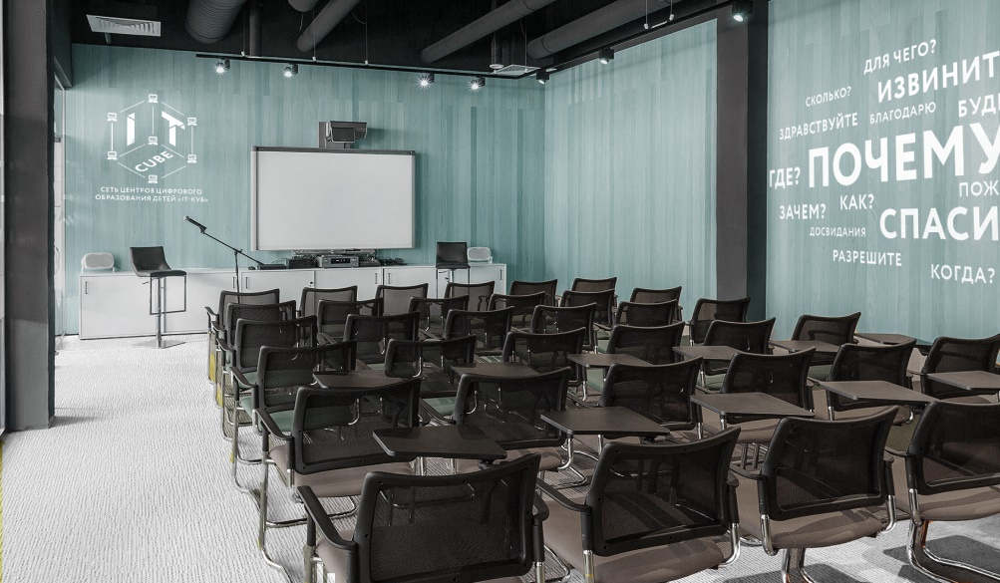 IT
CUBE
СЕТЬ ЦЕНТРОВ ЦИФРОВОГО
ОБРАЗОВАНИЯ ДЕТЕЙ «IT-КУБ»
ДЛЯ ЧЕГО?
СКОЛЬКО? ИЗВИНИТ
ЗДРАВСТВУЙТЕ БЛАГОДАРЮ БУД
ГДЕ? ПОЧЕМУ
ЗАЧЕМ? КАК? ПОЖ
ДОСВИДАНИЯ СПАСИ
РАЗРЕШИТЕ КОГДА?